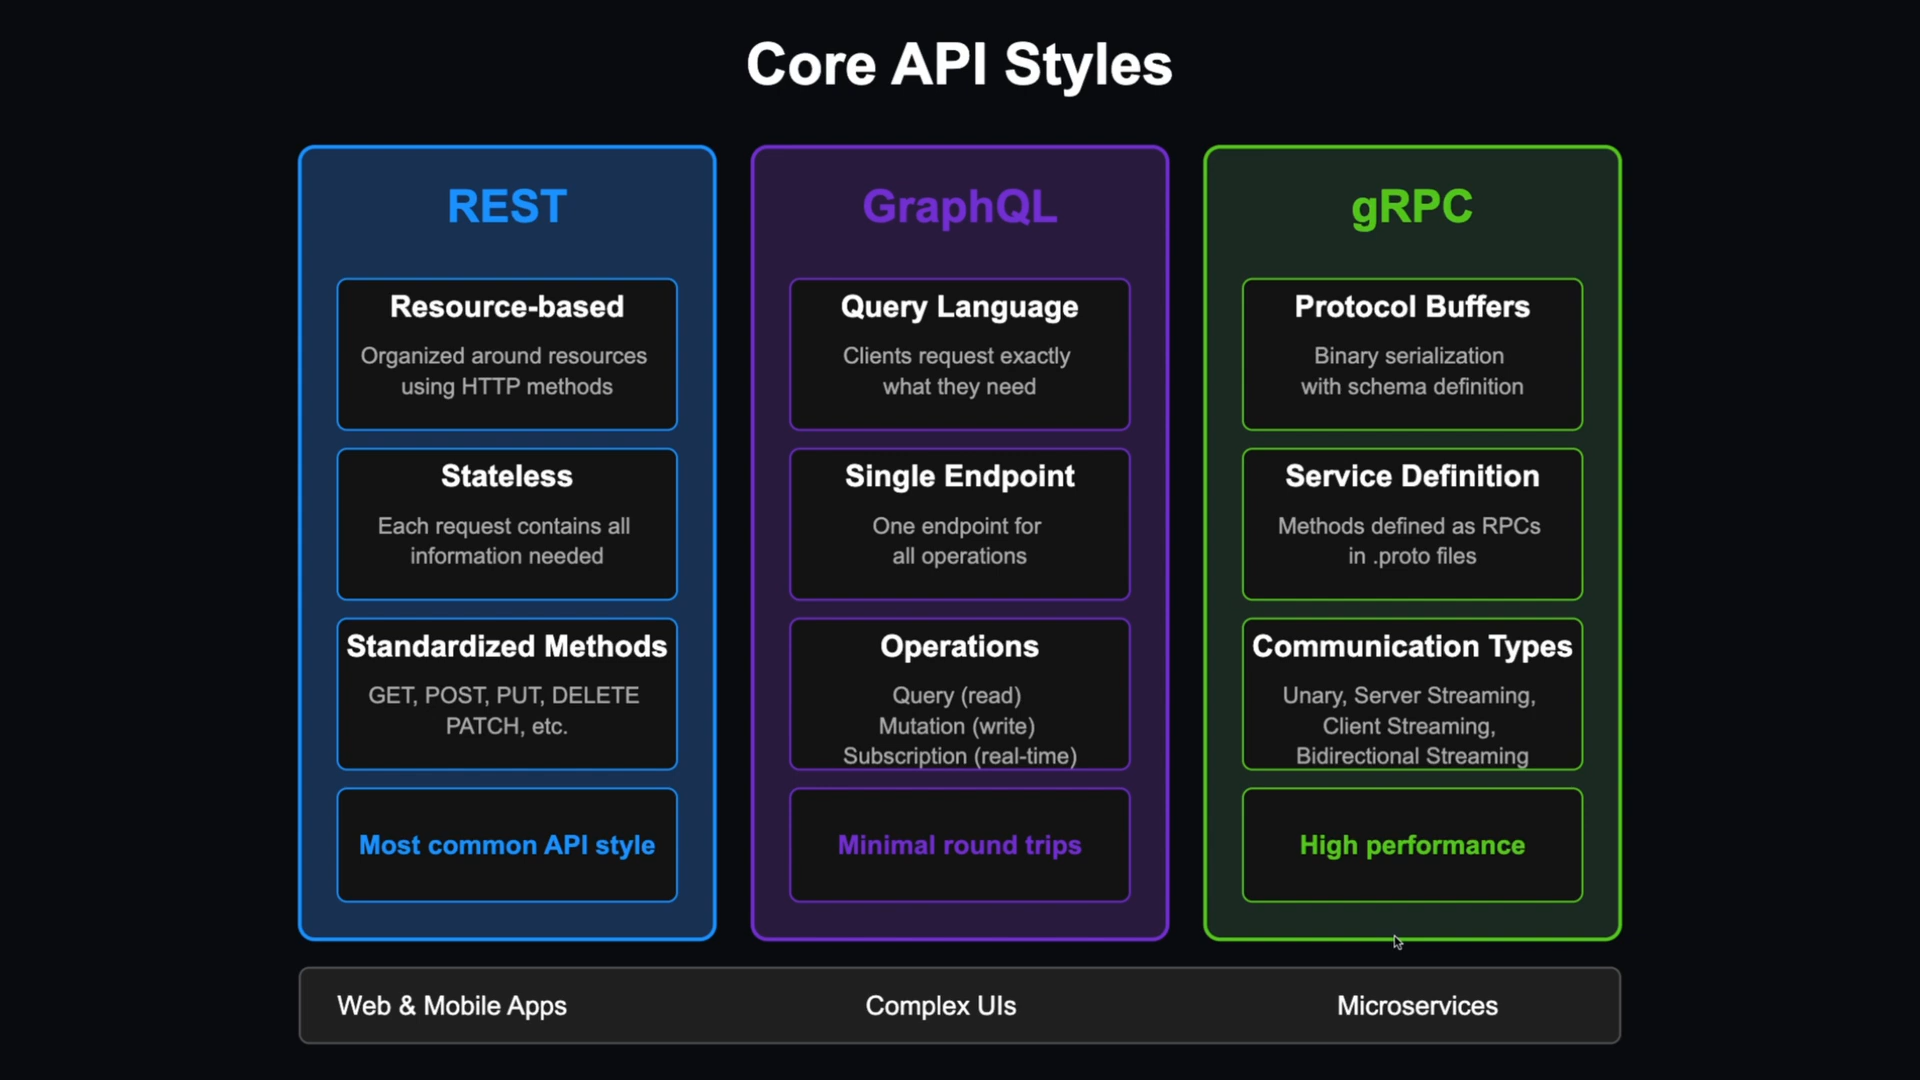 Core API Styles
REST
Resource-based
Organized around resources
using HTTP methods
Stateless
Each request contains all
information needed
Standardized Methods
GET, POST, PUT, DELETE
PATCH, etc.
Most common API style
GraphQL
Query Language
Clients request exactly
what they need
Single Endpoint
One endpoint for
all operations
Operations
Query (read)
Mutation (write)
Subscription (real-time)
Minimal round trips
gRPC
Protocol Buffers
Binary serialization
with schema definition
Service Definition
Methods defined as RPCs
in .proto files
Communication Types
Unary, Server Streaming,
Client Streaming,
Bidirectional Streaming
High performance
Web & Mobile Apps
Complex UIs
Microservices